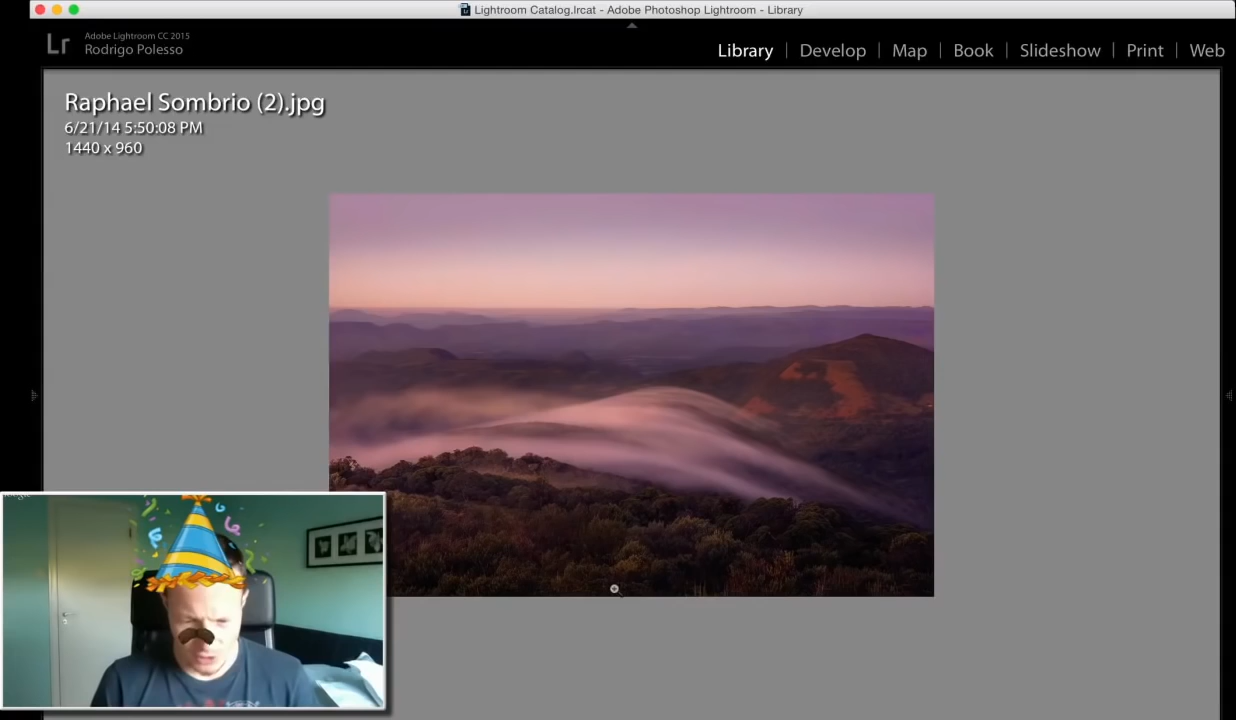 Lightroom Catalog.lrcat - Adobe Photoshop Lightroom - Library
Lr
Adobe Lightroom CC 2015
Rodrigo Polesso
Library | Develop | Map | Book | Slideshow | Print | Web
Raphael Sombrio (2).jpg
6/21/14 5:50:08 PM
1440 x 960